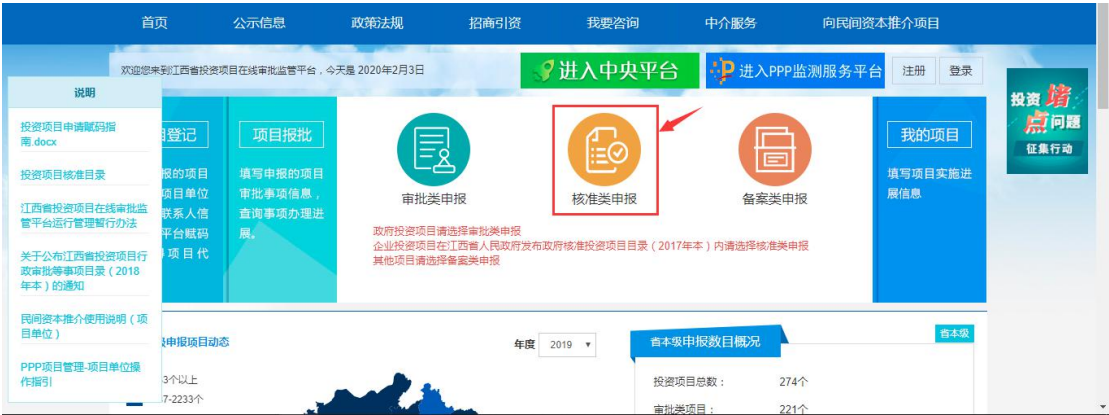 首页 公示信息 政策法规 招商引资 我要咨询 中介服务 向民间资本推介项目
欢迎您来到江西省投资项目在线审批监管平台，今天是 2020年2月3日
进入中央平台
进入PPP监测服务平台
注册 登录
说明
投资项目申请赋码指
南.docx
投资项目核准目录
江西省投资项目在线审批监
管平台运行管理暂行办法
关于公布江西省投资项目行
政审批等事项目录（2018
年本）的通知
民间资本推介使用说明（项
目单位）
PPP项目管理-项目单位操
作指引
登记
报的项目
项目单位
联系人信
平台赋码
项目代
项目报批
填写申报的项目
审批事项信息，
查询事项办理进
展。
审批类申报
核准类申报
备案类申报
政府投资项目请选择审批类申报
企业投资项目在江西省人民政府发布政府核准投资项目目录（2017年本）内请选择核准类申报
其他项目请选择备案类申报
我的项目
填写项目实施进
展信息
投资堵
点问题
征集行动
级申报项目动态
年度 2019
3个以上
7-2233个
省本级申报数目概况
省本级
投资项目总数： 274个
审批类项目： 221个